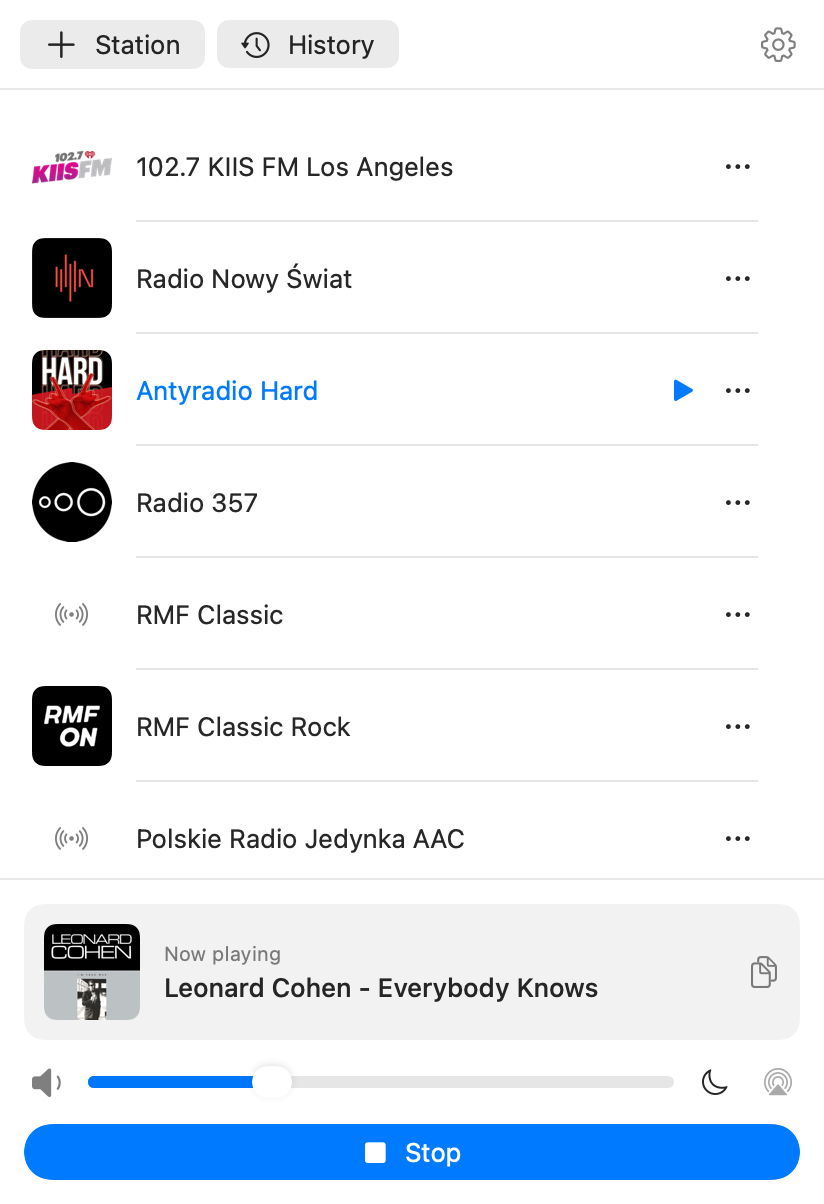 Station
History
102.7
KIIS FM
102.7 KIIS FM Los Angeles
Radio Nowy Świat
HARD
Antyradio Hard
Radio 357
RMF Classic
RMF
ON
RMF Classic Rock
Polskie Radio Jedynka AAC
LEONARD
COHEN
Now playing
Leonard Cohen - Everybody Knows
Stop